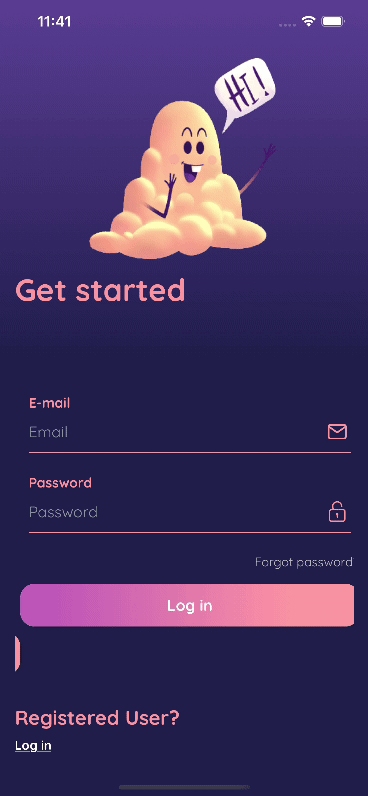 11:41
HI!
Get started
E-mail
Email
Password
Password
Forgot password
Log in
Registered User?
Log in